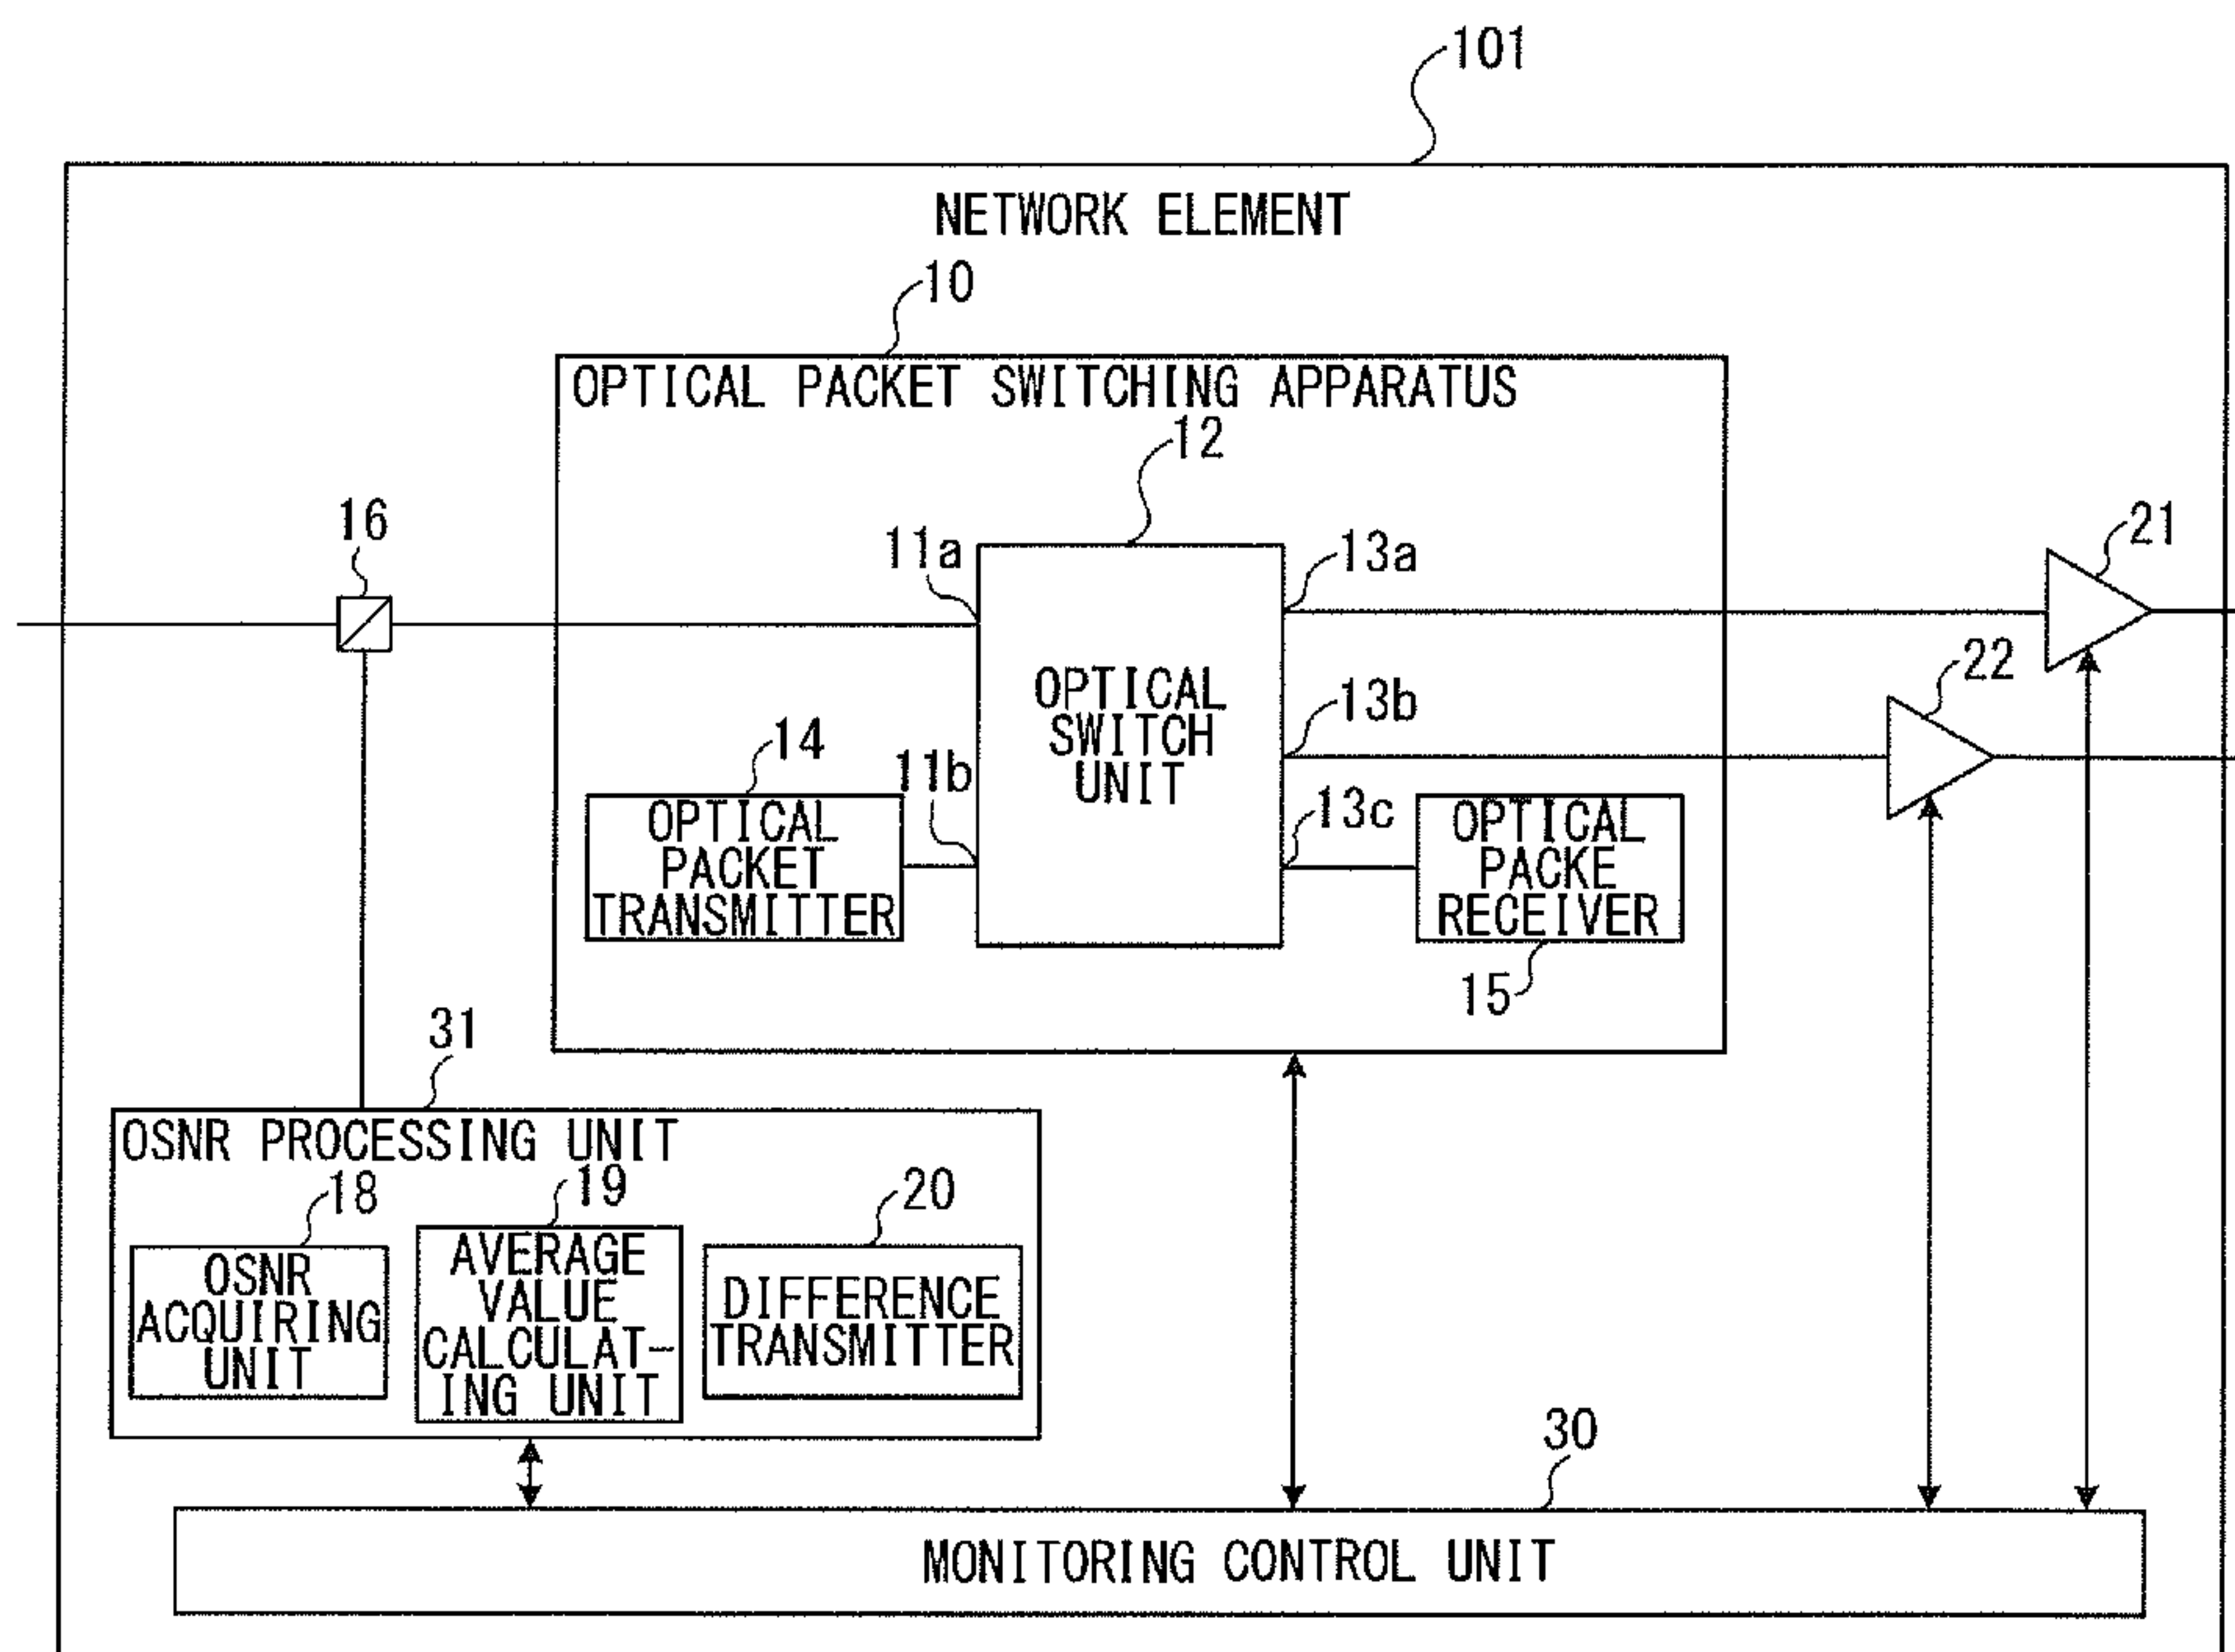 101
NETWORK ELEMENT
10
OPTICAL PACKET SWITCHING APPARATUS
12
16
11a
13a
21
OPTICAL
SWITCH
UNIT
22
13b
14
11b
13c
OPTICAL
PACKET
TRANSMITTER
OPTICAL
PACKE
RECEIVER
15
31
OSNR PROCESSING UNIT
18
19
20
OSNR
ACQUIRING
UNIT
AVERAGE
VALUE
CALCULAT-
ING UNIT
DIFFERENCE
TRANSMITTER
30
MONITORING CONTROL UNIT